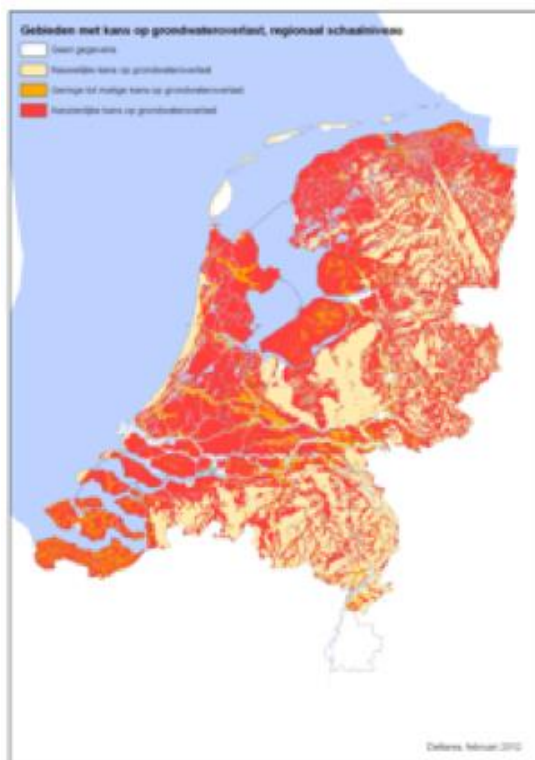 Gebieden met kans op grondwateroverlast, regionaal schaalniveau
Geen gegevens
Nauwelijks kans op grondwateroverlast
Geringe tot matige kans op grondwateroverlast
Aanzienlijke kans op grondwateroverlast
Deltares, februari 2012